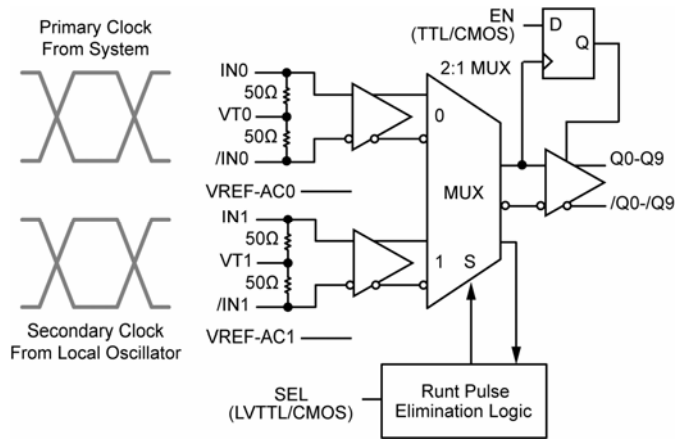 Primary Clock
From System
EN
(TTL/CMOS)
D
Q
IN0
50Ω
VT0
50Ω
/IN0
2:1 MUX
0
VREF-AC0
MUX
Q0-Q9
/Q0-/Q9
IN1
50Ω
VT1
50Ω
/IN1
1
S
VREF-AC1
Secondary Clock
From Local Oscillator
SEL
(LVTTL/CMOS)
Runt Pulse
Elimination Logic